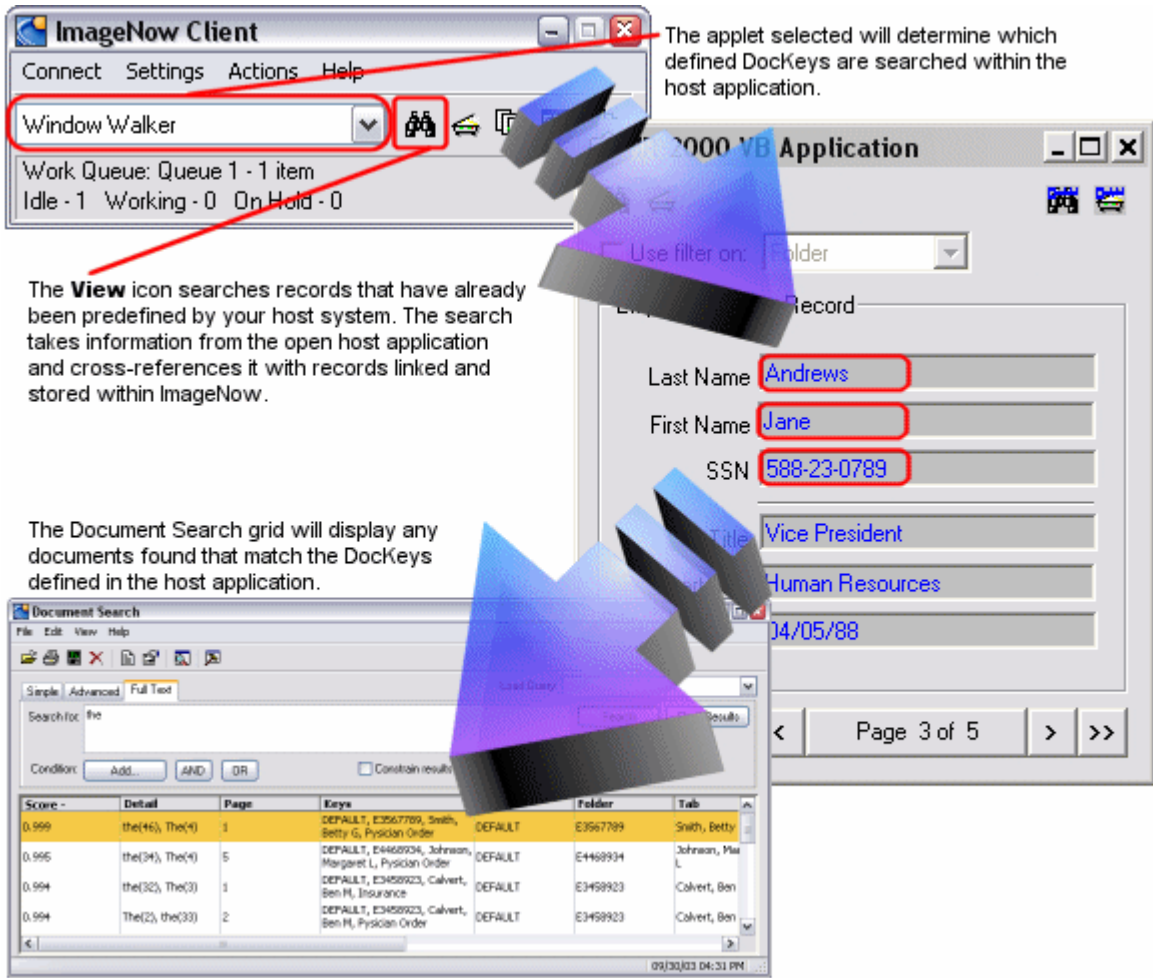 ImageNow Client
Connect Settings Actions Help
Window Walker
Work Queue: Queue 1 - 1 item
Idle - 1 Working - 0 On Hold - 0
The applet selected will determine which
defined DocKeys are searched within the
host application.
The View icon searches records that have already
been predefined by your host system. The search
takes information from the open host application
and cross-references it with records linked and
stored within ImageNow.
2000 VB Application
Use filter on: Folder
Record
Last Name Andrews
First Name Jane
SSN 588-23-0789
Title Vice President
Human Resources
04/05/88
< Page 3 of 5 > >>
The Document Search grid will display any
documents found that match the DocKeys
defined in the host application.
Document Search
File Edit View Help
Simple Advanced Full Text Load Query
Search for: the
Search Results
Condition: Add... AND OR Constrain results
Score - Detail Page Keys Folder Tab
0.999 the(46), The(4) 1 DEFAULT, E3567789, Smith, Betty G, Pysician Order DEFAULT E3567789 Smith, Betty
0.995 the(34), The(4) 5 DEFAULT, E4468934, Johnson, Margaret L, Pysician Order DEFAULT E4468934 Johnson, Mar L
0.994 the(32), The(3) 1 DEFAULT, E3458923, Calvert, Ben M, Insurance DEFAULT E3458923 Calvert, Ben
0.994 The(2), the(33) 2 DEFAULT, E3458923, Calvert, Ben M, Pysician Order DEFAULT E3458923 Calvert, Ben
09/30/03 04:31 PM